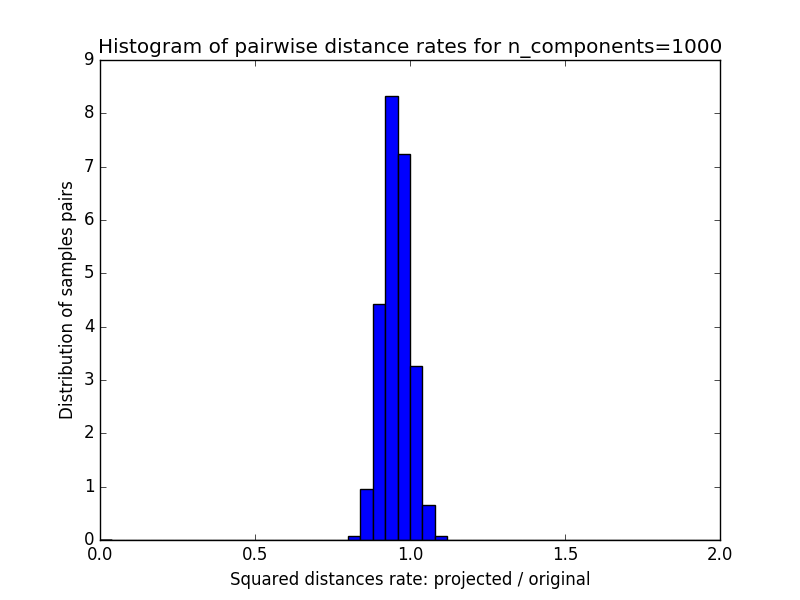 Histogram of pairwise distance rates for n_components=1000
9
8
7
6
5
4
3
2
1
0
Distribution of samples pairs
0.0 0.5 1.0 1.5 2.0
Squared distances rate: projected / original